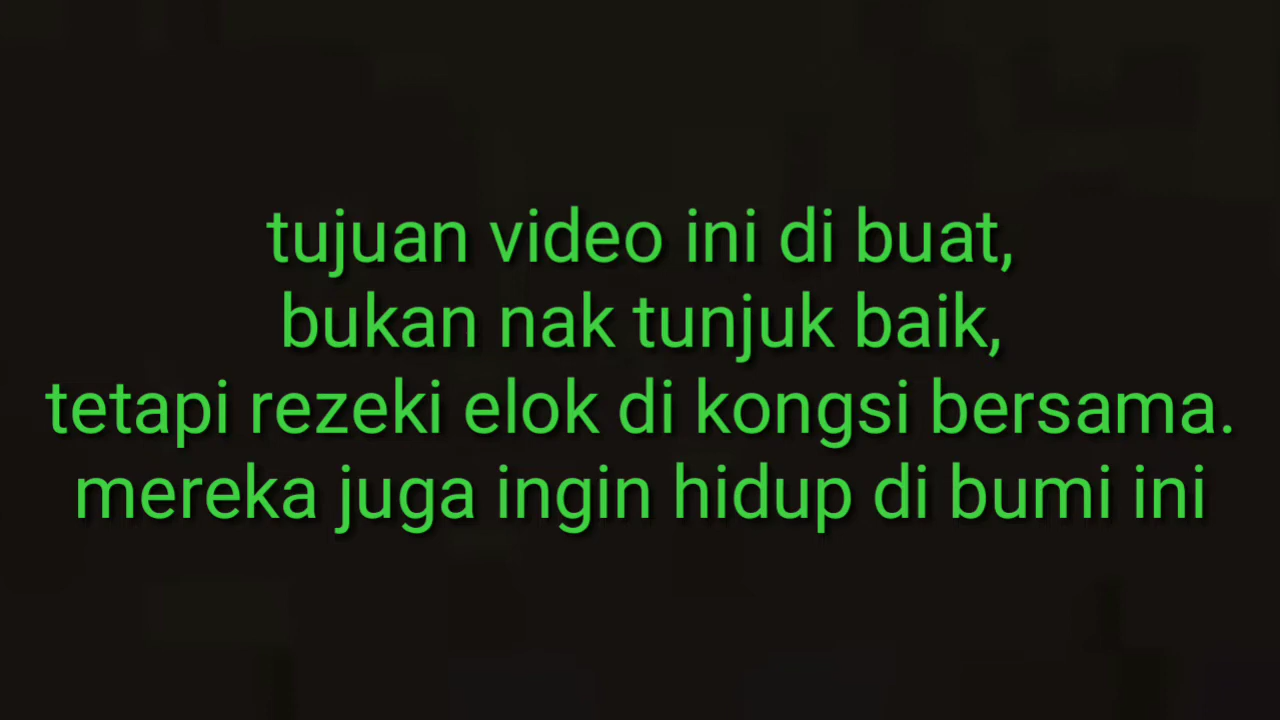 tujuan video ini di buat,
bukan nak tunjuk baik,
tetapi rezeki elok di kongsi bersama.
mereka juga ingin hidup di bumi ini